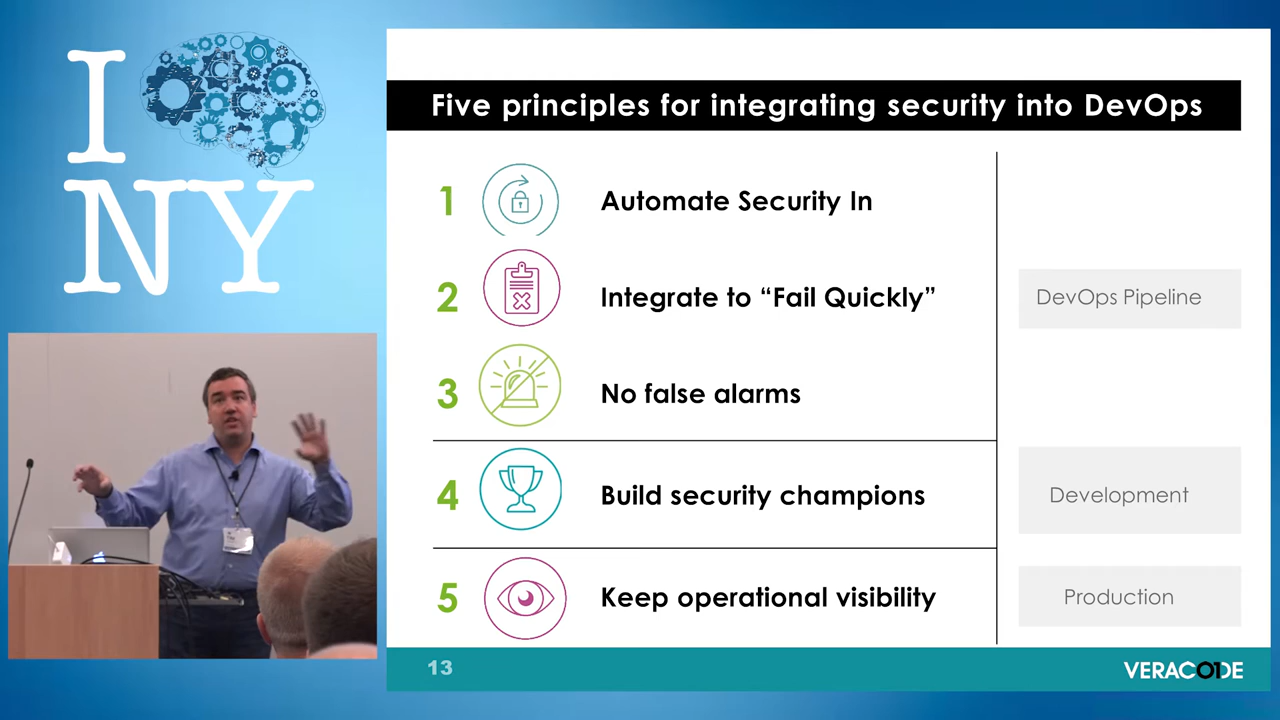 I
NY
Five principles for integrating security into DevOps
1 Automate Security In
2 Integrate to “Fail Quickly” DevOps Pipeline
3 No false alarms
4 Build security champions Development
5 Keep operational visibility Production
13 VERACODE